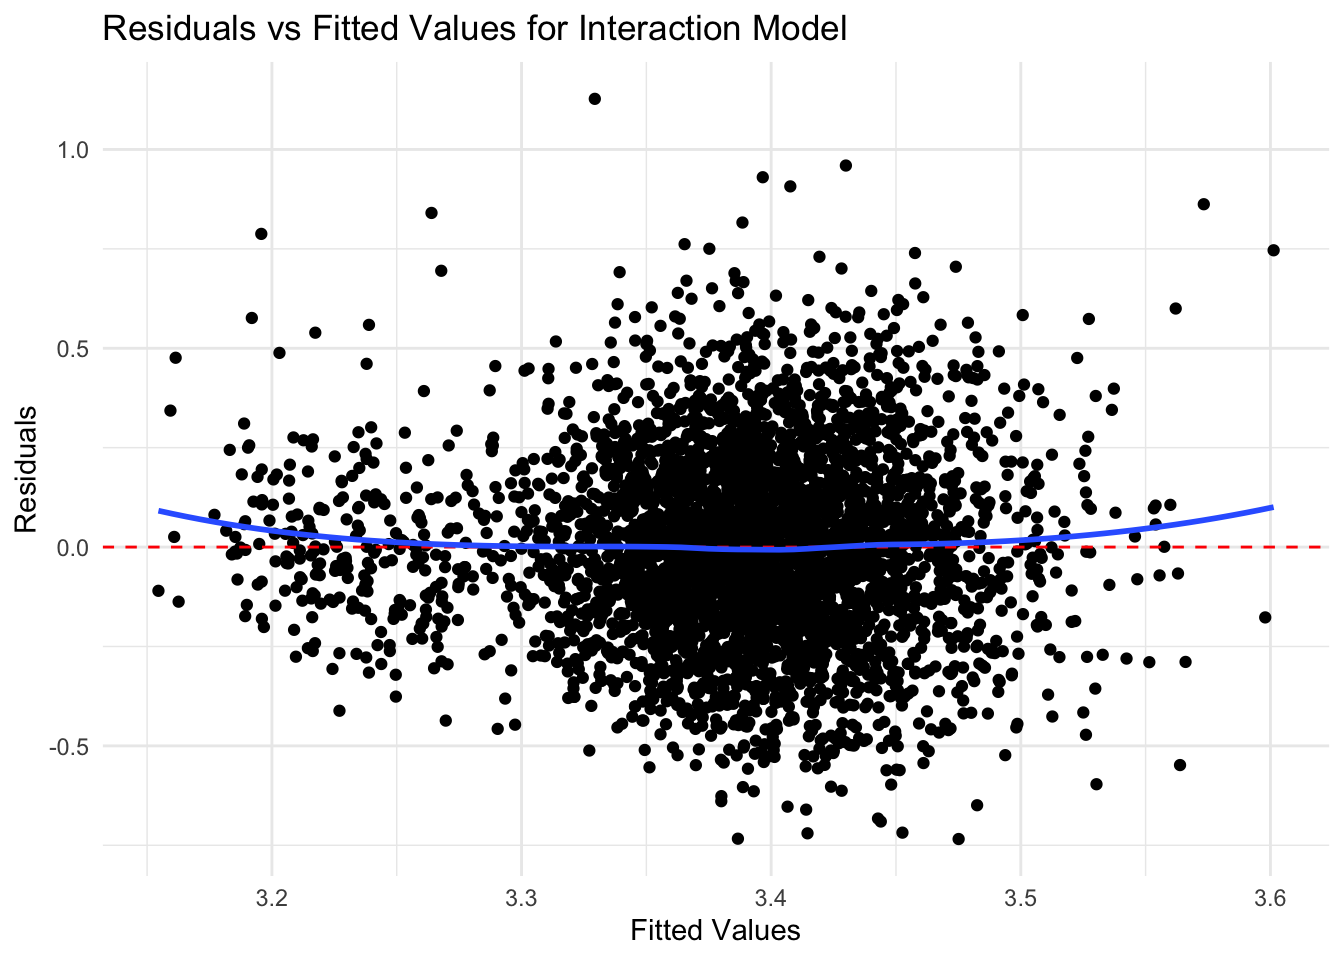 Residuals vs Fitted Values for Interaction Model
1.0
0.5
0.0
-0.5
Residuals
3.2 3.3 3.4 3.5 3.6
Fitted Values